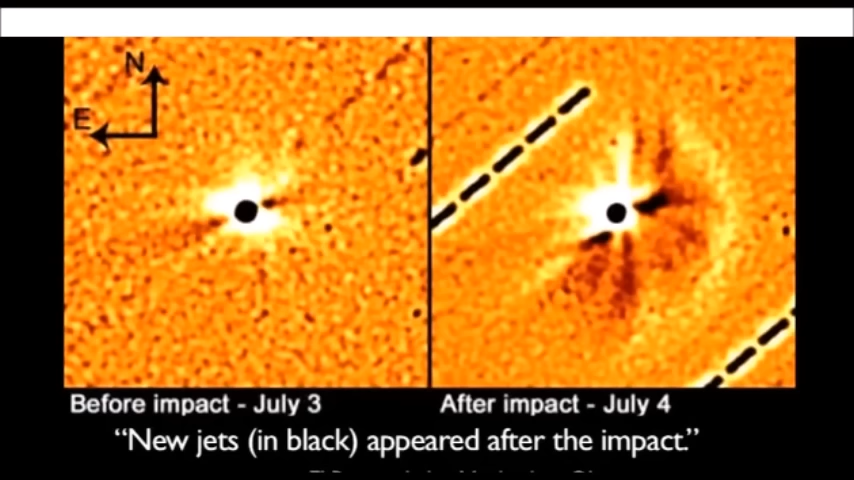 N
E
Before impact - July 3
After impact - July 4
“New jets (in black) appeared after the impact.”